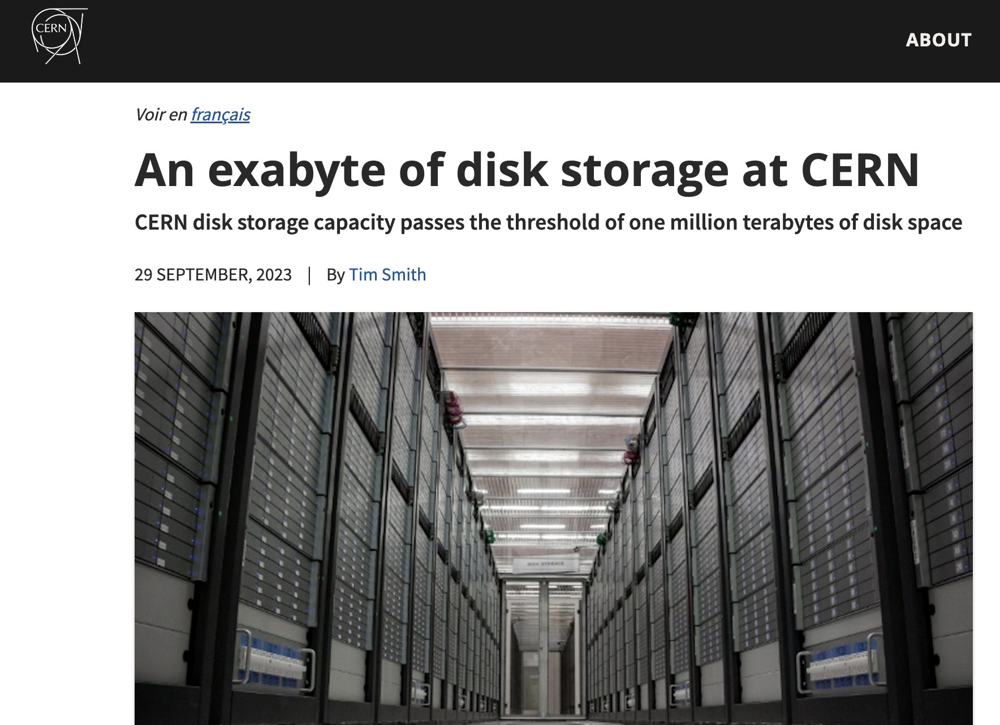 CERN
ABOUT
Voir en français
An exabyte of disk storage at CERN
CERN disk storage capacity passes the threshold of one million terabytes of disk space
29 SEPTEMBER, 2023 | By Tim Smith
DISK STORAGE